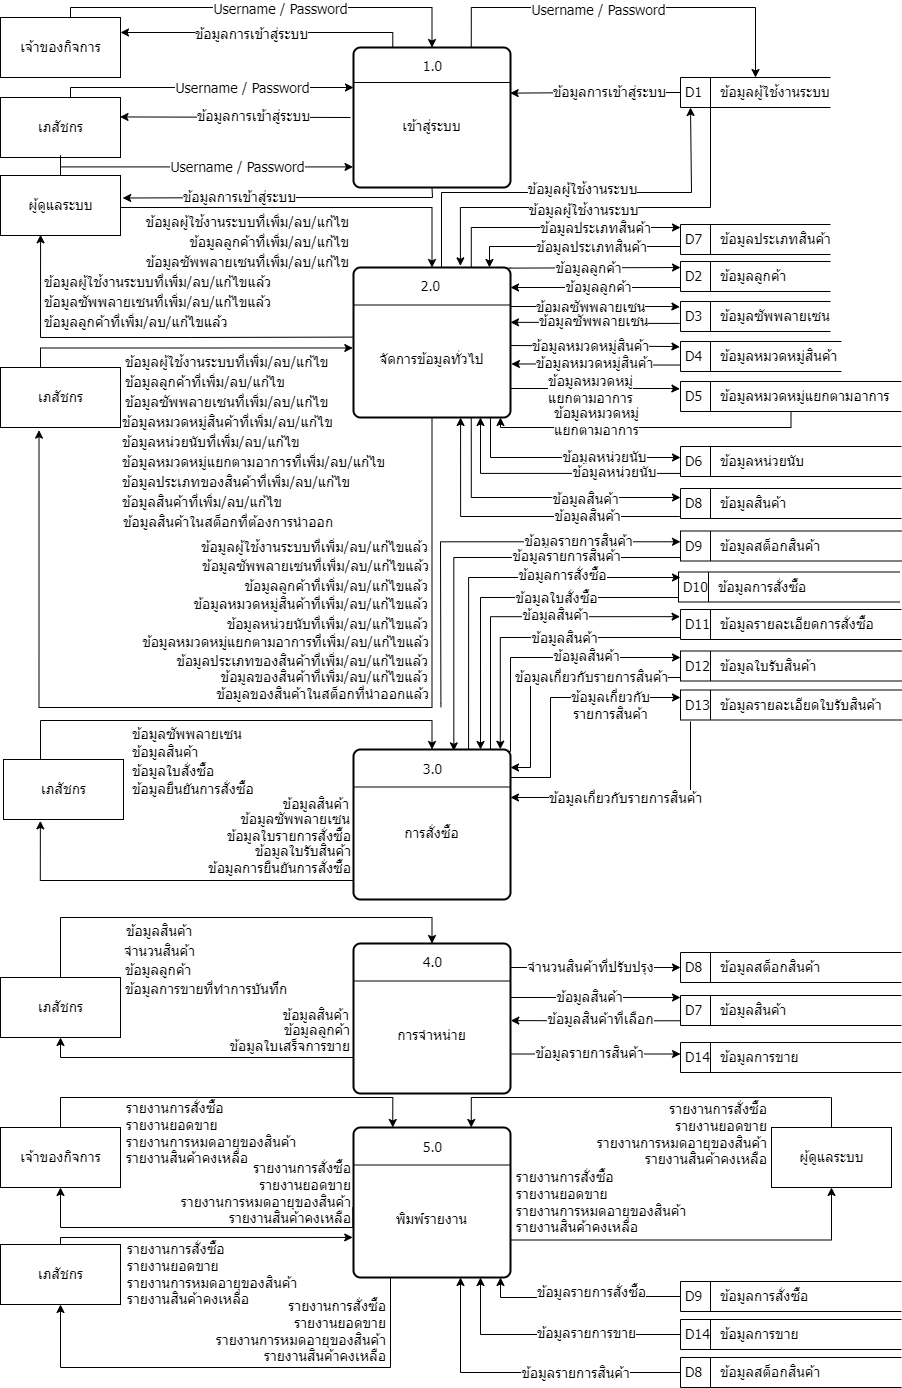 Username / Password
Username / Password
เจ้าของกิจการ
ข้อมูลการเข้าสู่ระบบ
1.0
เข้าสู่ระบบ
Username / Password
ข้อมูลการเข้าสู่ระบบ
D1 ข้อมูลผู้ใช้งานระบบ
เภสัชกร
ข้อมูลการเข้าสู่ระบบ
Username / Password
ผู้ดูแลระบบ
ข้อมูลการเข้าสู่ระบบ
ข้อมูลผู้ใช้งานระบบ
ข้อมูลผู้ใช้งานระบบ
ข้อมูลผู้ใช้งานระบบที่เพิ่ม/ลบ/แก้ไข
ข้อมูลลูกค้าที่เพิ่ม/ลบ/แก้ไข
ข้อมูลซัพพลายเซนที่เพิ่ม/ลบ/แก้ไข
ข้อมูลผู้ใช้งานระบบที่เพิ่ม/ลบ/แก้ไขแล้ว
ข้อมูลซัพพลายเซนที่เพิ่ม/ลบ/แก้ไขแล้ว
ข้อมูลลูกค้าที่เพิ่ม/ลบ/แก้ไขแล้ว
2.0
จัดการข้อมูลทั่วไป
ข้อมูลประเภทสินค้า
ข้อมูลประเภทสินค้า
D7 ข้อมูลประเภทสินค้า
ข้อมูลลูกค้า
ข้อมูลลูกค้า
D2 ข้อมูลลูกค้า
ข้อมูลซัพพลายเซน
ข้อมูลซัพพลายเซน
D3 ข้อมูลซัพพลายเซน
ข้อมูลหมวดหมู่สินค้า
ข้อมูลหมวดหมู่สินค้า
D4 ข้อมูลหมวดหมู่สินค้า
ข้อมูลหมวดหมู่
แยกตามอาการ
ข้อมูลหมวดหมู่
แยกตามอาการ
D5 ข้อมูลหมวดหมู่แยกตามอาการ
เภสัชกร
ข้อมูลผู้ใช้งานระบบที่เพิ่ม/ลบ/แก้ไข
ข้อมูลลูกค้าที่เพิ่ม/ลบ/แก้ไข
ข้อมูลซัพพลายเซนที่เพิ่ม/ลบ/แก้ไข
ข้อมูลหมวดหมู่สินค้าที่เพิ่ม/ลบ/แก้ไข
ข้อมูลหน่วยนับที่เพิ่ม/ลบ/แก้ไข
ข้อมูลหมวดหมู่แยกตามอาการที่เพิ่ม/ลบ/แก้ไข
ข้อมูลประเภทของสินค้าที่เพิ่ม/ลบ/แก้ไข
ข้อมูลสินค้าที่เพิ่ม/ลบ/แก้ไข
ข้อมูลสินค้าในสต็อกที่ต้องการนำออก
ข้อมูลหน่วยนับ
ข้อมูลหน่วยนับ
D6 ข้อมูลหน่วยนับ
ข้อมูลสินค้า
ข้อมูลสินค้า
D8 ข้อมูลสินค้า
ข้อมูลผู้ใช้งานระบบที่เพิ่ม/ลบ/แก้ไขแล้ว
ข้อมูลซัพพลายเซนที่เพิ่ม/ลบ/แก้ไขแล้ว
ข้อมูลลูกค้าที่เพิ่ม/ลบ/แก้ไขแล้ว
ข้อมูลหมวดหมู่สินค้าที่เพิ่ม/ลบ/แก้ไขแล้ว
ข้อมูลหน่วยนับที่เพิ่ม/ลบ/แก้ไขแล้ว
ข้อมูลหมวดหมู่แยกตามอาการที่เพิ่ม/ลบ/แก้ไขแล้ว
ข้อมูลประเภทของสินค้าที่เพิ่ม/ลบ/แก้ไขแล้ว
ข้อมูลของสินค้าที่เพิ่ม/ลบ/แก้ไขแล้ว
ข้อมูลของสินค้าในสต็อกที่นำออกแล้ว
ข้อมูลรายการสินค้า
ข้อมูลรายการสินค้า
D9 ข้อมูลสต็อกสินค้า
ข้อมูลการสั่งซื้อ
ข้อมูลใบสั่งซื้อ
D10 ข้อมูลการสั่งซื้อ
ข้อมูลสินค้า
ข้อมูลสินค้า
D11 ข้อมูลรายละเอียดการสั่งซื้อ
ข้อมูลสินค้า
ข้อมูลเกี่ยวกับรายการสินค้า
D12 ข้อมูลใบรับสินค้า
ข้อมูลเกี่ยวกับ
รายการสินค้า
D13 ข้อมูลรายละเอียดใบรับสินค้า
ข้อมูลเกี่ยวกับรายการสินค้า
เภสัชกร
ข้อมูลซัพพลายเซน
ข้อมูลสินค้า
ข้อมูลใบสั่งซื้อ
ข้อมูลยืนยันการสั่งซื้อ
ข้อมูลสินค้า
ข้อมูลซัพพลายเซน
ข้อมูลใบรายการสั่งซื้อ
ข้อมูลใบรับสินค้า
ข้อมูลการยืนยันการสั่งซื้อ
3.0
การสั่งซื้อ
เภสัชกร
ข้อมูลสินค้า
จำนวนสินค้า
ข้อมูลลูกค้า
ข้อมูลการขายที่ทำการบันทึก
ข้อมูลสินค้า
ข้อมูลลูกค้า
ข้อมูลใบเสร็จการขาย
4.0
การจำหน่าย
จำนวนสินค้าที่ปรับปรุง
D8 ข้อมูลสต็อกสินค้า
ข้อมูลสินค้า
ข้อมูลสินค้าที่เลือก
D7 ข้อมูลสินค้า
ข้อมูลรายการสินค้า
D14 ข้อมูลการขาย
เจ้าของกิจการ
รายงานการสั่งซื้อ
รายงานยอดขาย
รายงานการหมดอายุของสินค้า
รายงานสินค้าคงเหลือ
รายงานการสั่งซื้อ
รายงานยอดขาย
รายงานการหมดอายุของสินค้า
รายงานสินค้าคงเหลือ
5.0
พิมพ์รายงาน
รายงานการสั่งซื้อ
รายงานยอดขาย
รายงานการหมดอายุของสินค้า
รายงานสินค้าคงเหลือ
ผู้ดูแลระบบ
รายงานการสั่งซื้อ
รายงานยอดขาย
รายงานการหมดอายุของสินค้า
รายงานสินค้าคงเหลือ
เภสัชกร
รายงานการสั่งซื้อ
รายงานยอดขาย
รายงานการหมดอายุของสินค้า
รายงานสินค้าคงเหลือ
รายงานการสั่งซื้อ
รายงานยอดขาย
รายงานการหมดอายุของสินค้า
รายงานสินค้าคงเหลือ
ข้อมูลรายการสั่งซื้อ
D9 ข้อมูลการสั่งซื้อ
ข้อมูลรายการขาย
D14 ข้อมูลการขาย
ข้อมูลรายการสินค้า
D8 ข้อมูลสต็อกสินค้า